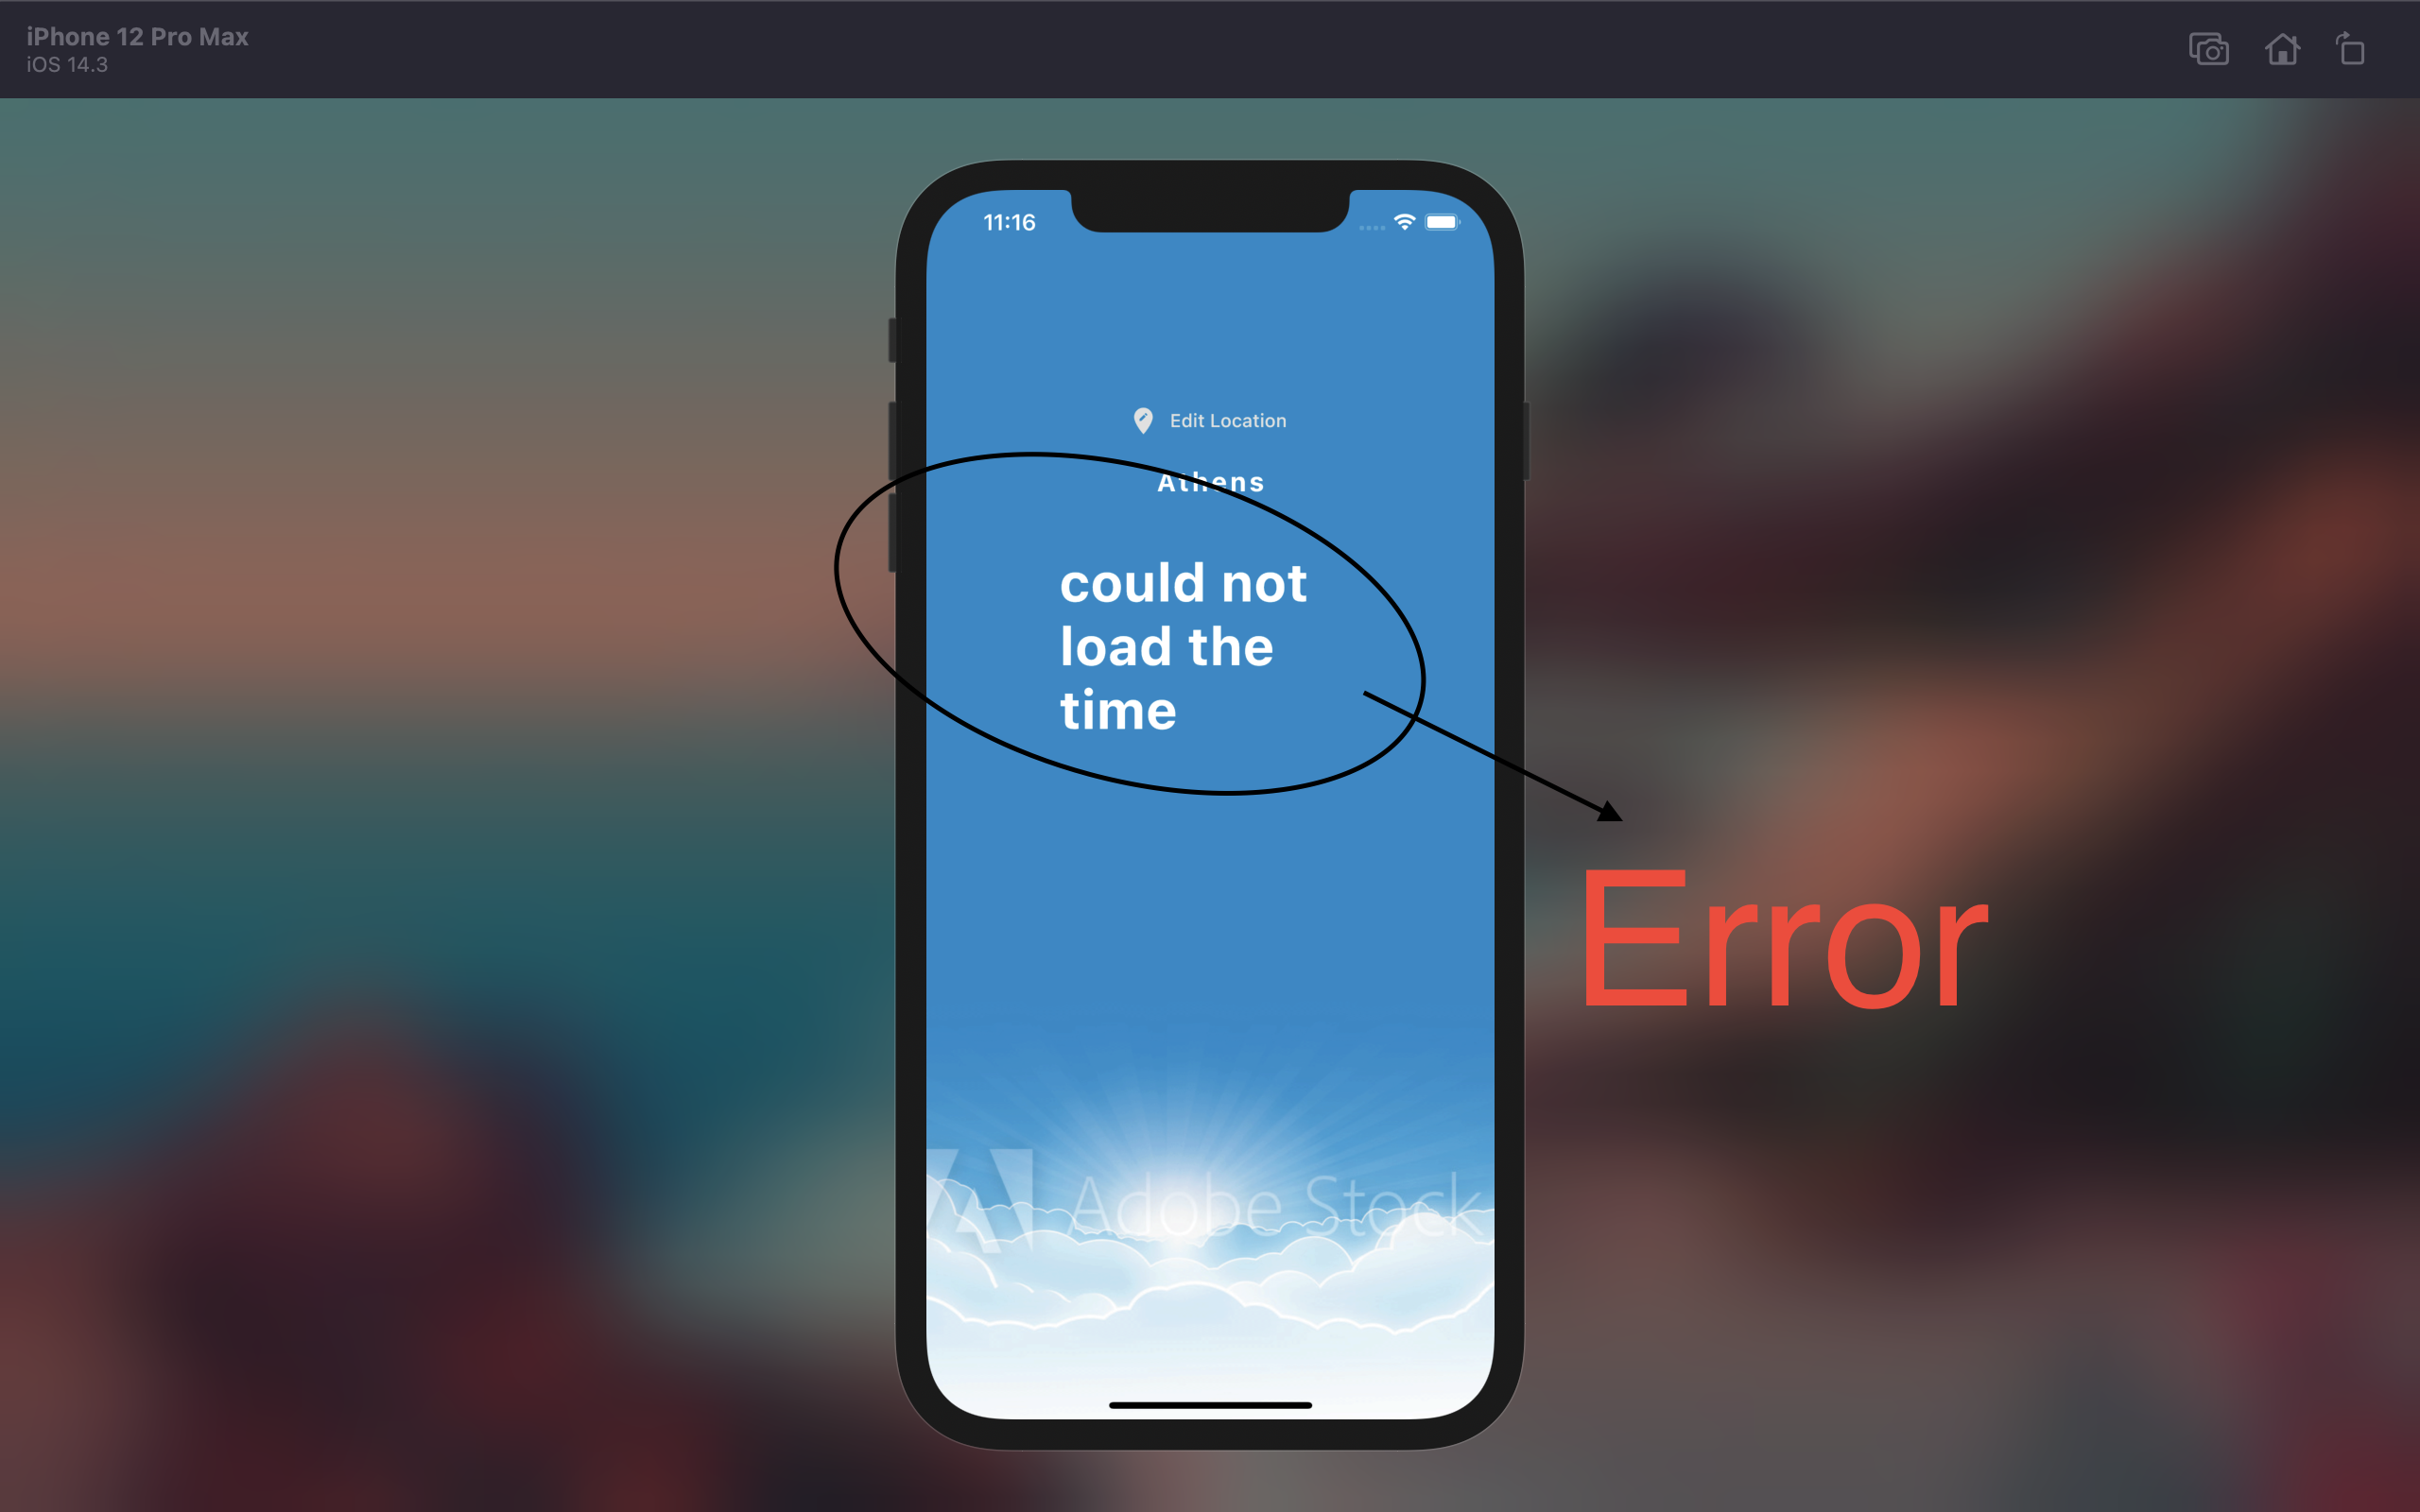 iPhone 12 Pro Max
iOS 14.3
11:16
Edit Location
Athens
could not
load the
time
Error
Adobe Stock